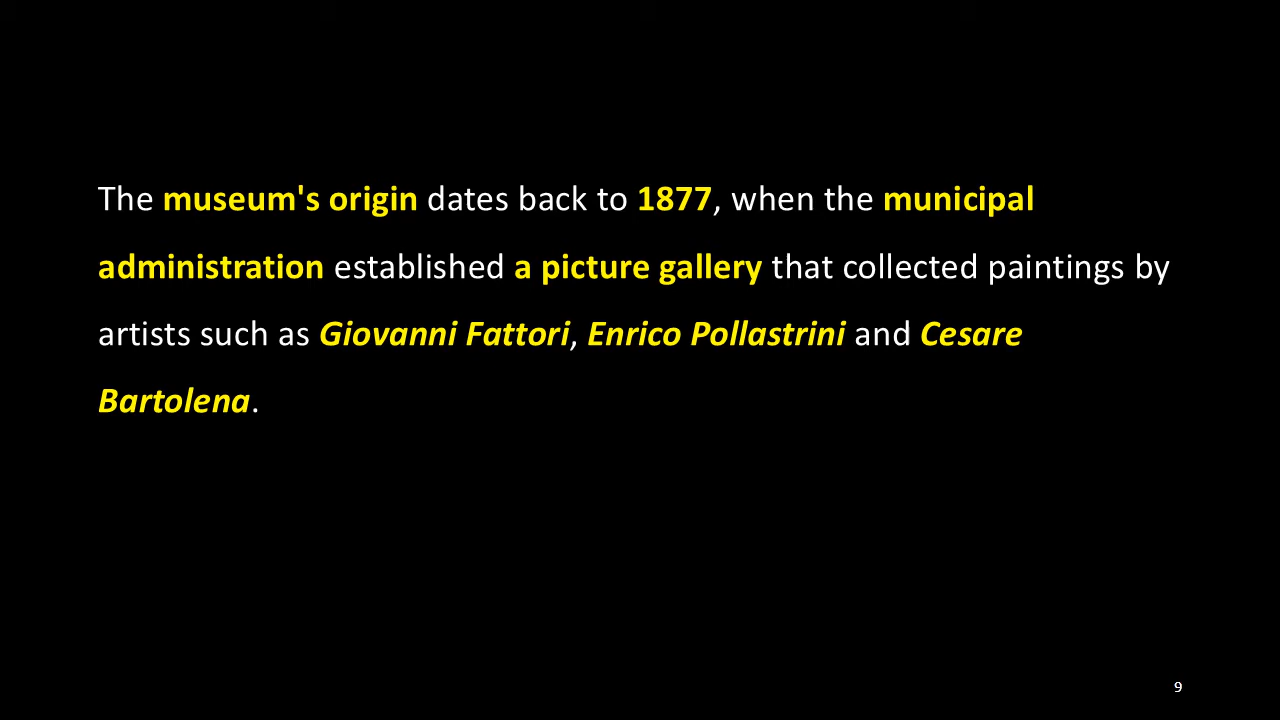 The museum's origin dates back to 1877, when the municipal
administration established a picture gallery that collected paintings by
artists such as Giovanni Fattori, Enrico Pollastrini and Cesare
Bartolena.
9